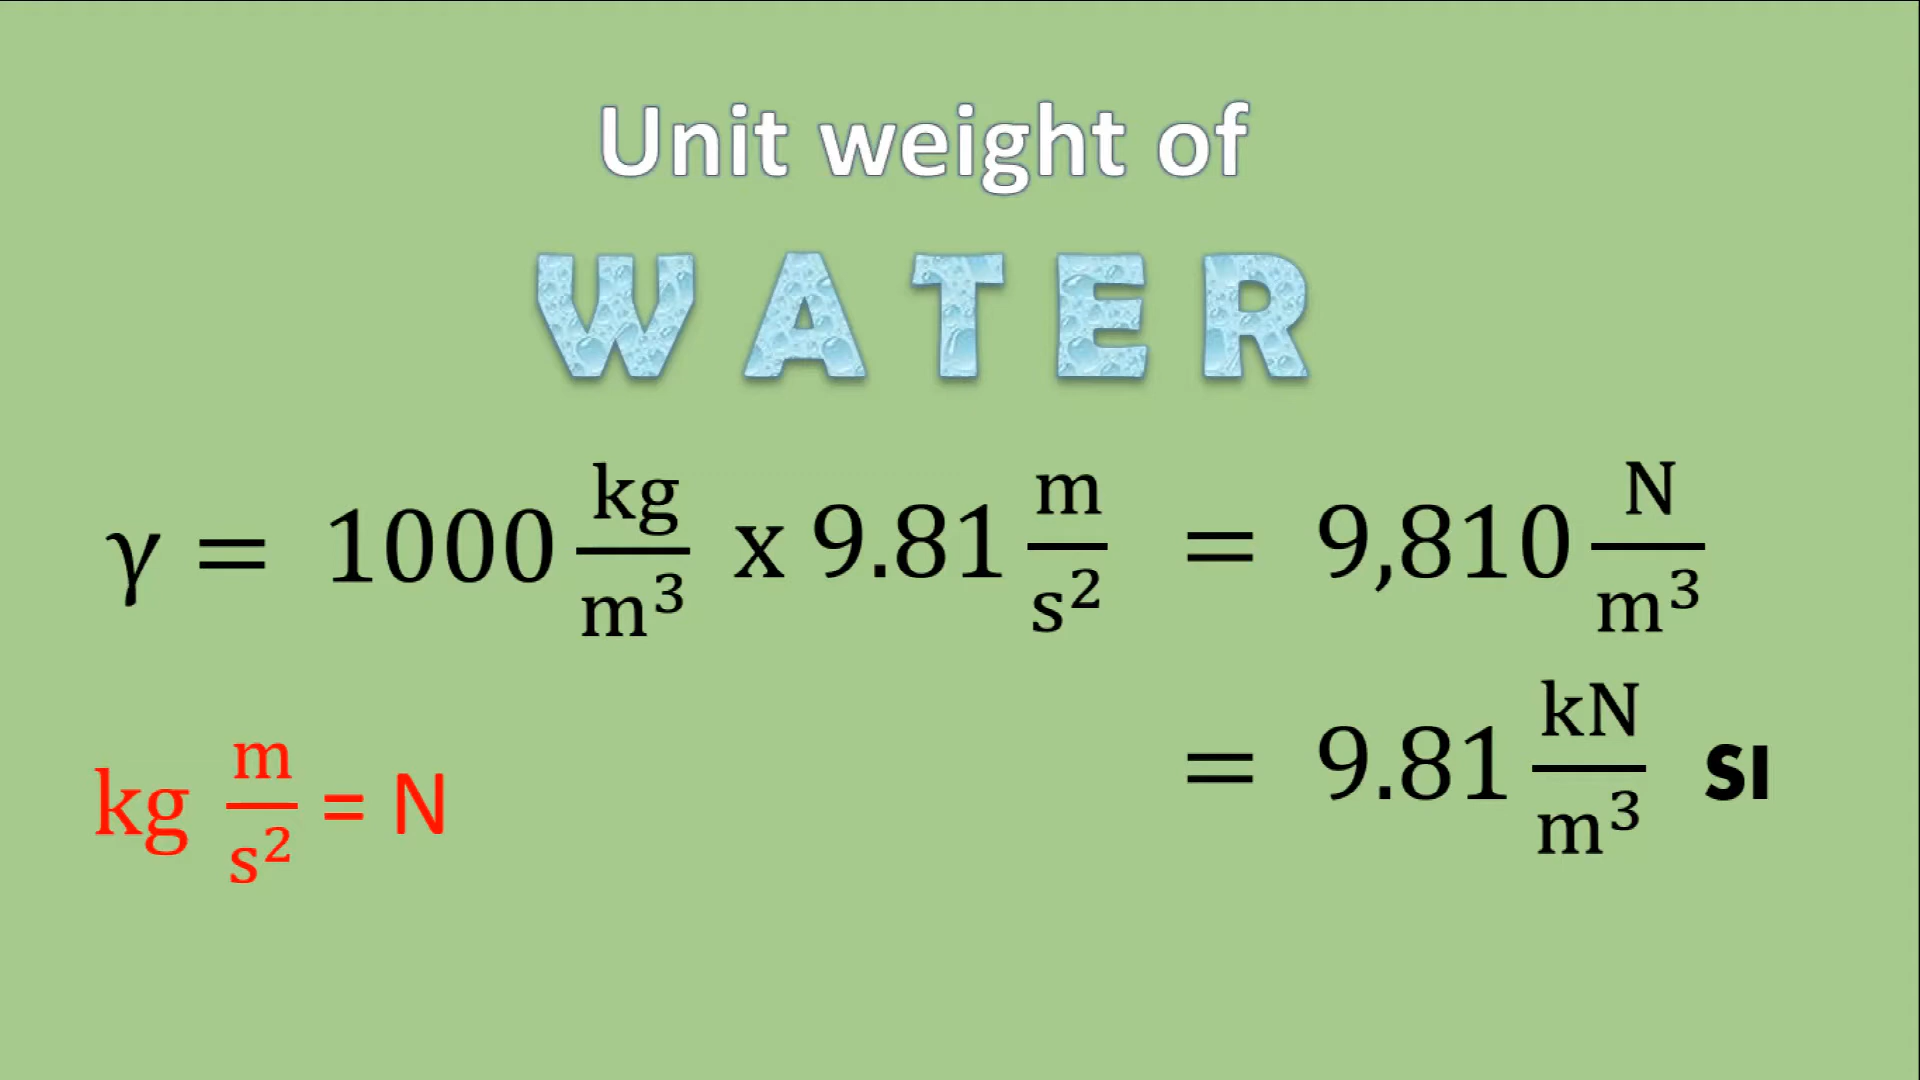 Unit weight of
WATER
γ = 1000 kg/m³ x 9.81 m/s² = 9,810 N/m³
= 9.81 kN/m³ SI
kg m/s² = N